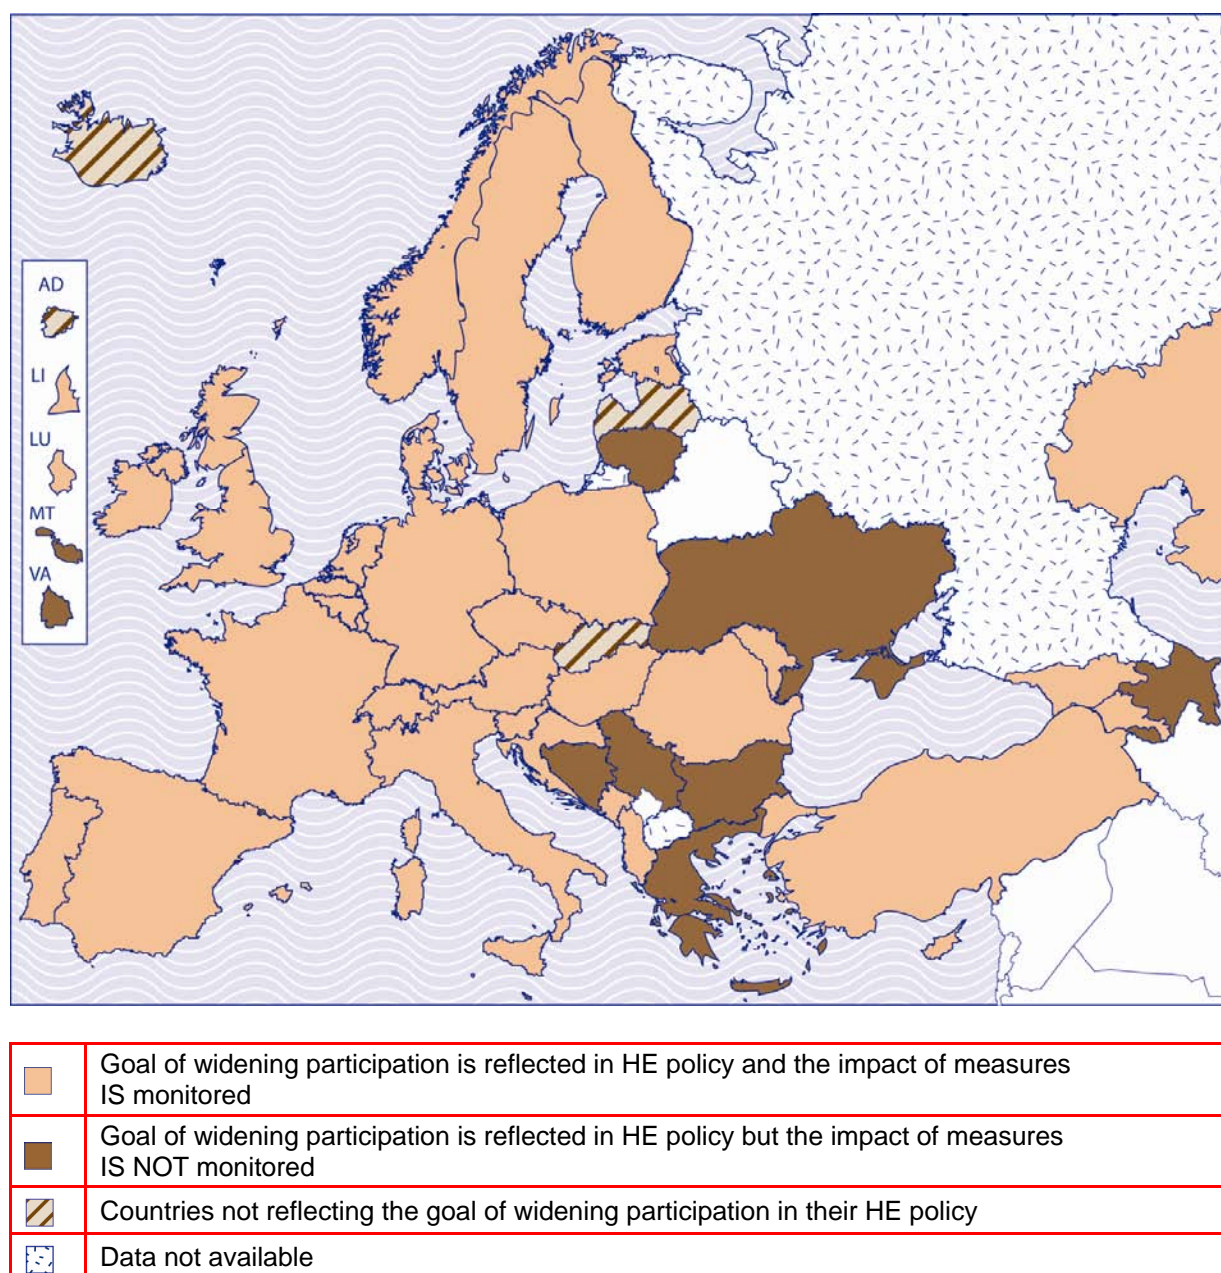 AD
LI
LU
MT
VA
Goal of widening participation is reflected in HE policy and the impact of measures
IS monitored
Goal of widening participation is reflected in HE policy but the impact of measures
IS NOT monitored
Countries not reflecting the goal of widening participation in their HE policy
Data not available